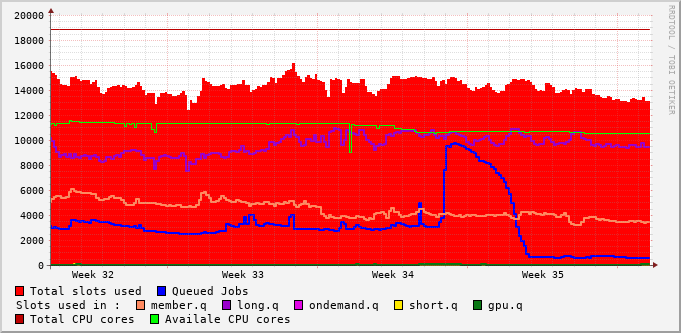 RRDTOOL / TOBI OETIKER
20000
18000
16000
14000
12000
10000
8000
6000
4000
2000
0
Week 32 Week 33 Week 34 Week 35
Total slots used Queued Jobs
Slots used in : member.q long.q ondemand.q short.q gpu.q
Total CPU cores Availale CPU cores